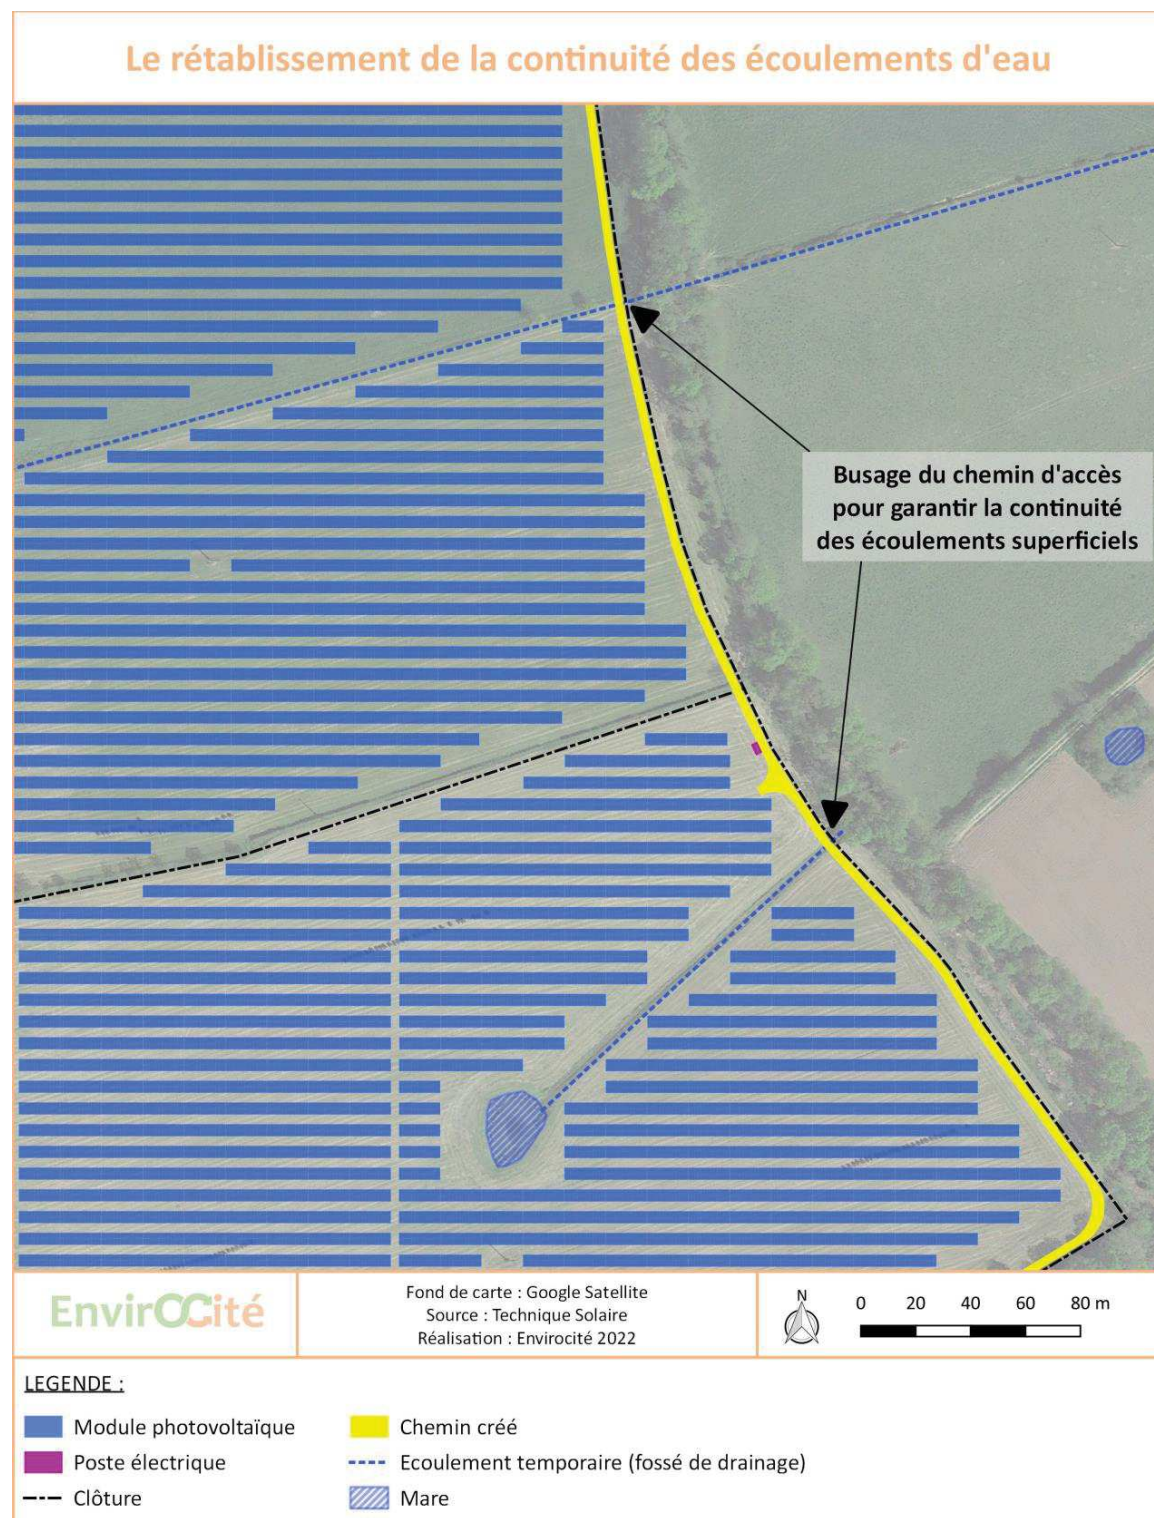 Le rétablissement de la continuité des écoulements d'eau
Busage du chemin d'accès
pour garantir la continuité
des écoulements superficiels
EnvirOCité
Fond de carte : Google Satellite
Source : Technique Solaire
Réalisation : Envirocité 2022
N
0 20 40 60 80 m
LEGENDE :
Module photovoltaïque
Poste électrique
Clôture
Chemin créé
Ecoulement temporaire (fossé de drainage)
Mare